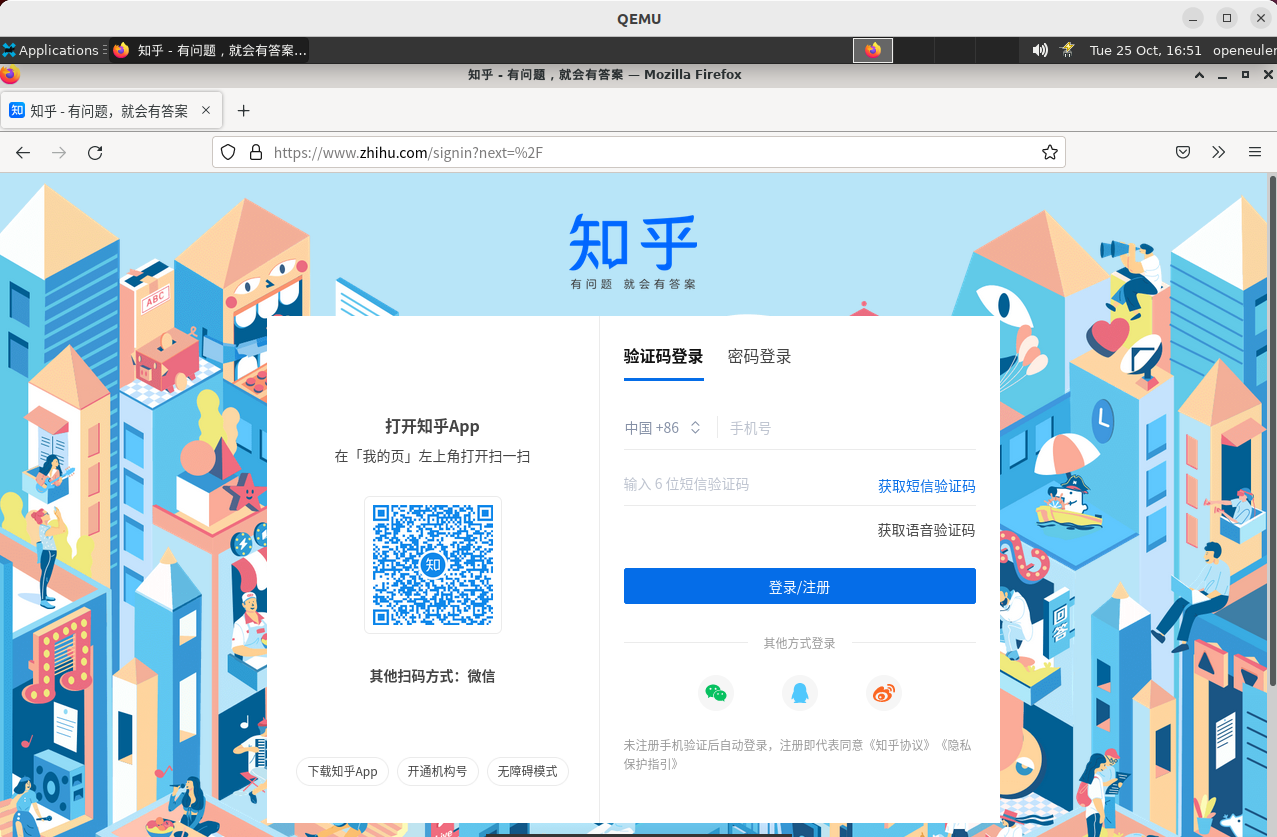 QEMU
Applications
知乎 - 有问题，就会有答案...
Tue 25 Oct, 16:51 openeuler
知乎 - 有问题，就会有答案 — Mozilla Firefox
知 知乎 - 有问题，就会有答案
https://www.zhihu.com/signin?next=%2F
知乎
有问题 就会有答案
ABC
验证码登录 密码登录
打开知乎App
在「我的页」左上角打开扫一扫
中国 +86 手机号
输入 6 位短信验证码 获取短信验证码
获取语音验证码
知
登录/注册
回答
其他方式登录
其他扫码方式：微信
未注册手机验证后自动登录，注册即代表同意《知乎协议》《隐私
保护指引》
下载知乎App 开通机构号 无障碍模式